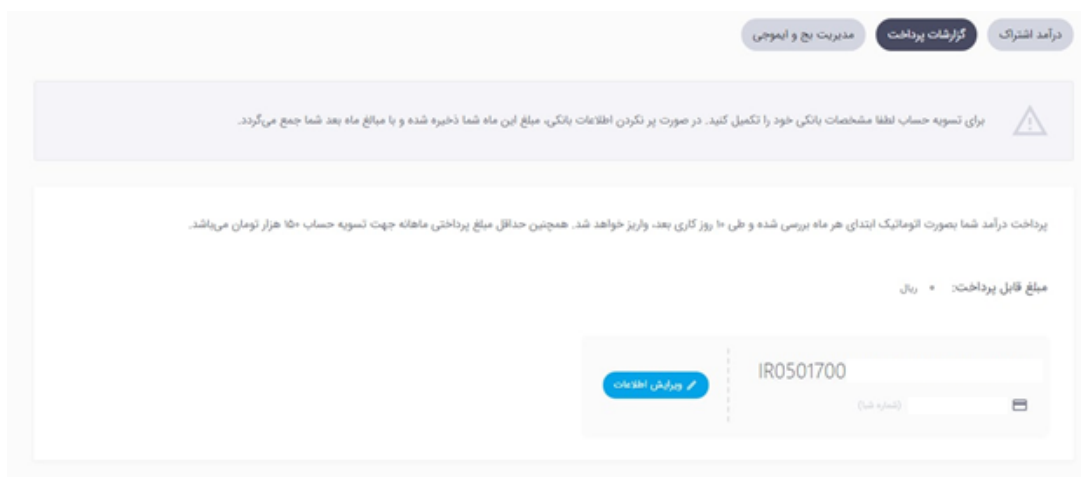 درآمد اشتراک
گزارشات پرداخت
مدیریت بج و ایموجی
برای تسویه حساب لطفا مشخصات بانکی خود را تکمیل کنید. در صورت پر نکردن اطلاعات بانکی، مبلغ این ماه شما ذخیره شده و با مبالغ ماه بعد شما جمع می‌گردد.
پرداخت درآمد شما بصورت اتوماتیک ابتدای هر ماه بررسی شده و طی ۱۰ روز کاری بعد، واریز خواهد شد. همچنین حداقل مبلغ پرداختی ماهانه جهت تسویه حساب ۱۵۰ هزار تومان می‌باشد.
مبلغ قابل پرداخت: ۰ ریال
IR0501700
ویرایش اطلاعات
(شماره شبا)